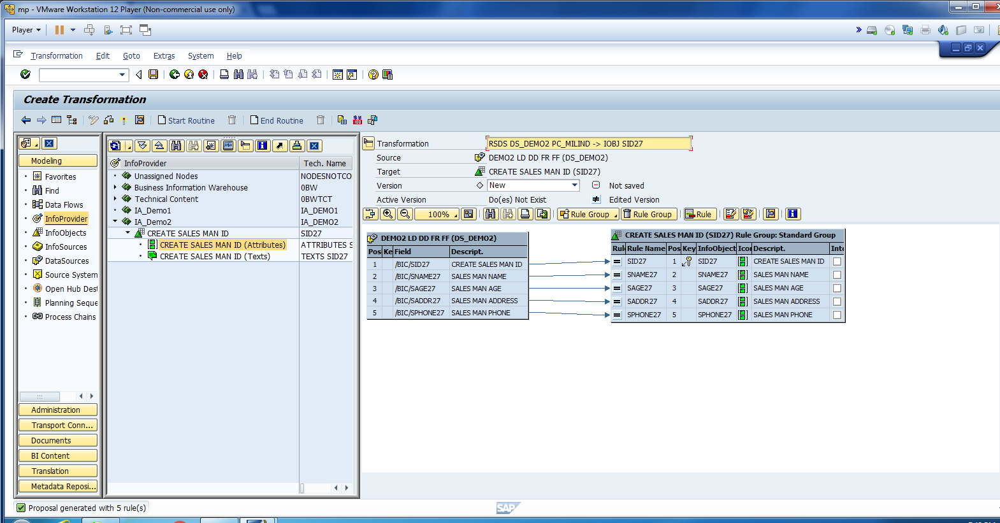 mp - VMware Workstation 12 Player (Non-commercial use only)
Player
Transformation Edit Goto Extras System Help
Create Transformation
Start Routine End Routine
Modeling
Favorites
Find
Data Flows
InfoProvider
InfoObjects
InfoSources
DataSources
Source System
Open Hub Dest
Planning Seque
Process Chains
Administration
Transport Conn...
Documents
BI Content
Translation
Metadata Reposi...
InfoProvider Tech. Name
Unassigned Nodes NODESNOTCO
Business Information Warehouse 0BW
Technical Content 0BWTCT
IA_Demo1 IA_DEMO1
IA_Demo2 IA_DEMO2
CREATE SALES MAN ID SID27
CREATE SALES MAN ID (Attributes) ATTRIBUTES S
CREATE SALES MAN ID (Texts) TEXTS SID27
Transformation RSDS DS_DEMO2 PC_MILIND -> IOBJ SID27
Source DEMO2 LD DD FR FF (DS_DEMO2)
Target CREATE SALES MAN ID (SID27)
Version New Not saved
Active Version Do(es) Not Exist Edited Version
100% Rule Group Rule Group Rule
DEMO2 LD DD FR FF (DS_DEMO2)
Pos Ke Field Descript.
1 /BIC/SID27 CREATE SALES MAN ID
2 /BIC/SNAME27 SALES MAN NAME
3 /BIC/SAGE27 SALES MAN AGE
4 /BIC/SADDR27 SALES MAN ADDRESS
5 /BIC/SPHONE27 SALES MAN PHONE
CREATE SALES MAN ID (SID27) Rule Group: Standard Group
Rul Rule Name Pos Key InfoObject Icon Descript. Inte
SID27 1 SID27 CREATE SALES MAN ID
SNAME27 2 SNAME27 SALES MAN NAME
SAGE27 3 SAGE27 SALES MAN AGE
SADDR27 4 SADDR27 SALES MAN ADDRESS
SPHONE27 5 SPHONE27 SALES MAN PHONE
Proposal generated with 5 rule(s)
SAP